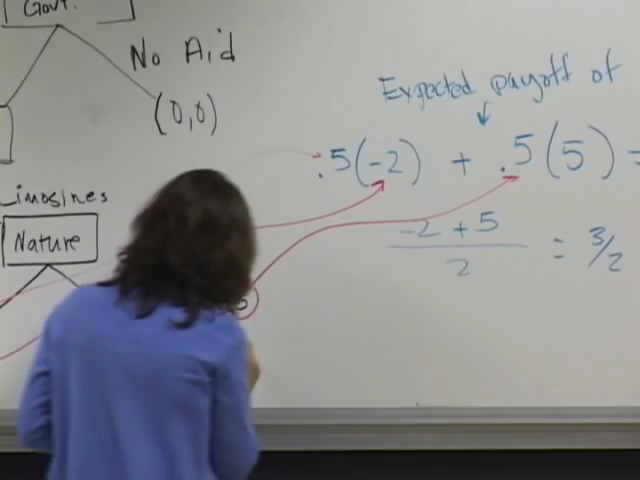 Govt.
No Aid
(0,0)
Limosines
Nature
Expected payoff of
.5(-2) + .5(5) =
-2 + 5
2
= 3/2